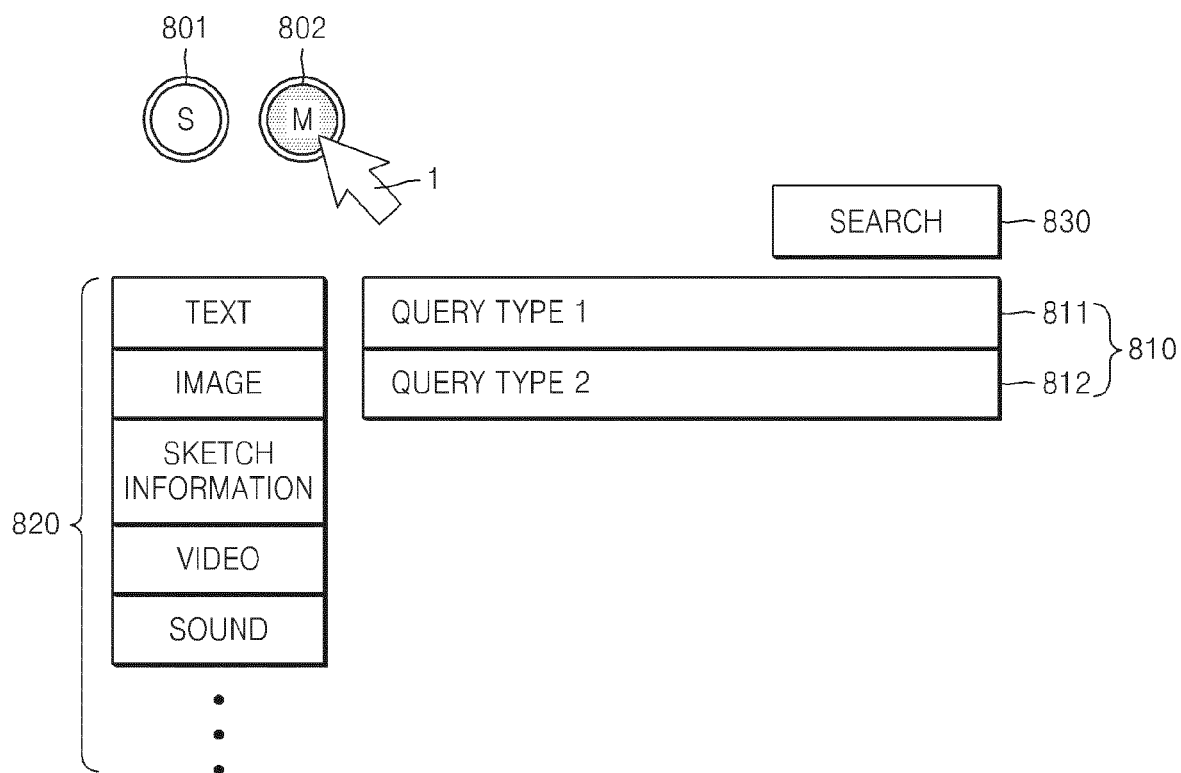 801 802
S M
1
SEARCH 830
TEXT QUERY TYPE 1 811
810
IMAGE QUERY TYPE 2 812
SKETCH
INFORMATION
820
VIDEO
SOUND